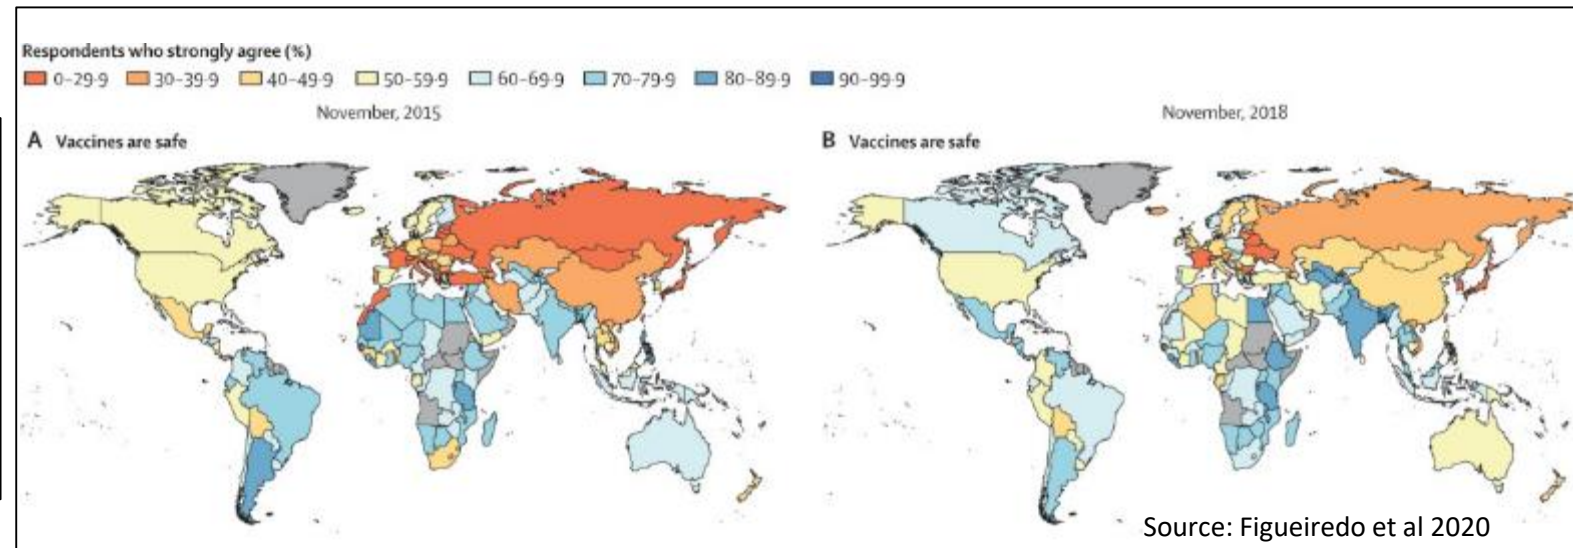 Respondents who strongly agree (%)
0–29·9 30–39·9 40–49·9 50–59·9 60–69·9 70–79·9 80–89·9 90–99·9
November, 2015
November, 2018
A Vaccines are safe
B Vaccines are safe
Source: Figueiredo et al 2020